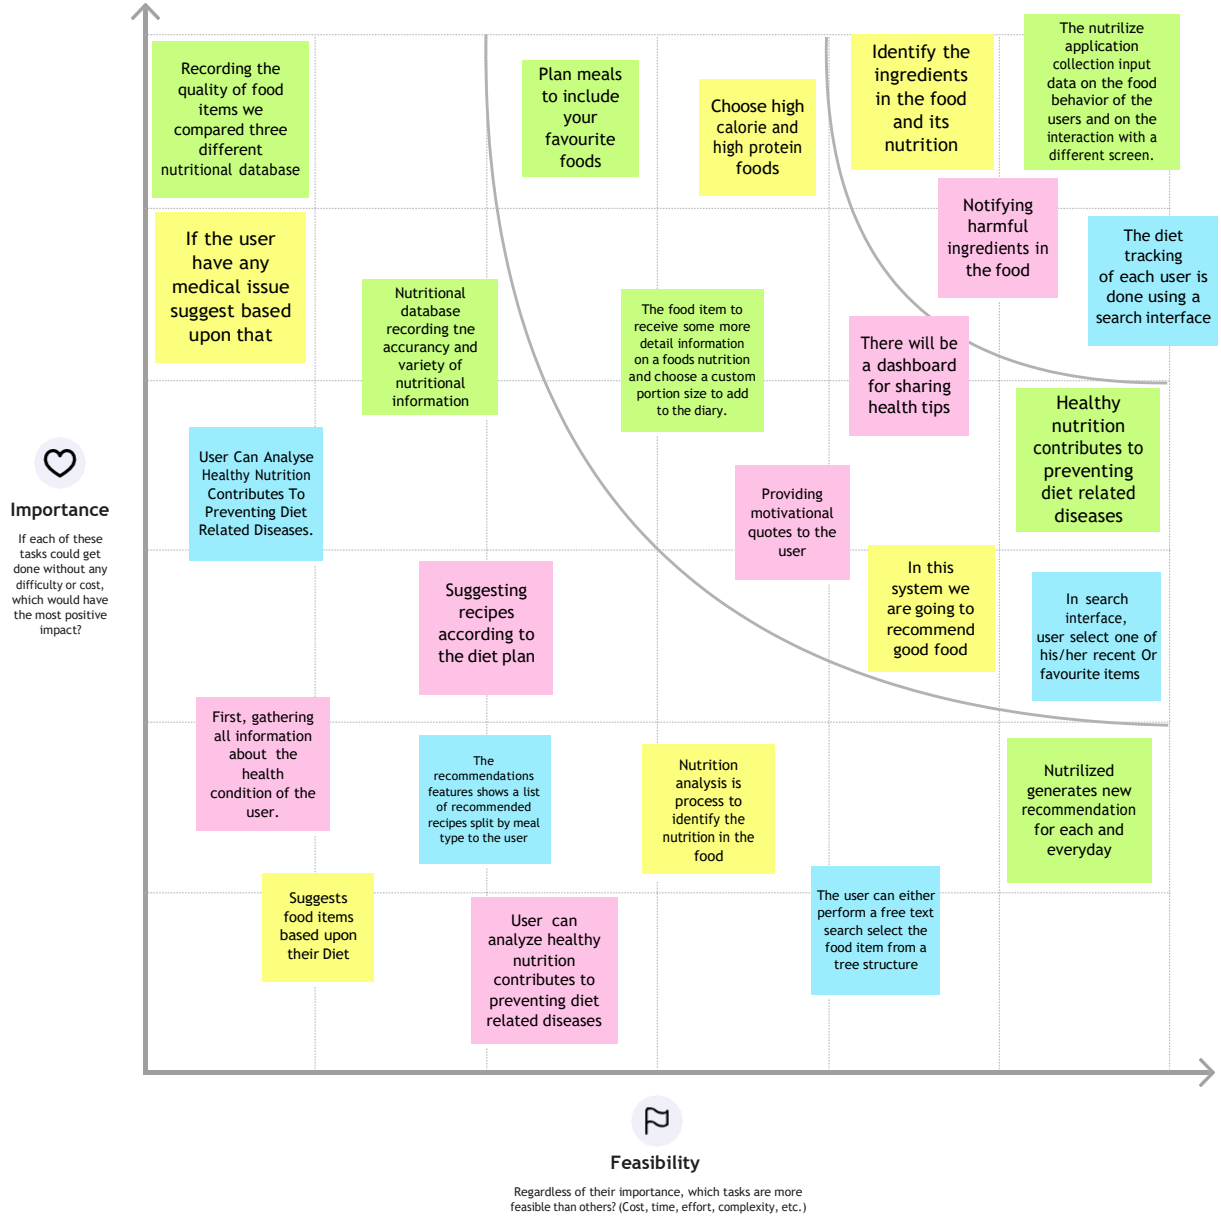 Recording the
quality of food
items we
compared three
different
nutritional database
Plan meals
to include
your
favourite
foods
Choose high
calorie and
high protein
foods
Identify the
ingredients
in the food
and its
nutrition
The nutrilize
application
collection input
data on the food
behavior of the
users and on the
interaction with a
different screen.
If the user
have any
medical issue
suggest based
upon that
Nutritional
database
recording tne
accurancy and
variety of
nutritional
information
The food item to
receive some more
detail information
on a foods nutrition
and choose a custom
portion size to add
to the diary.
Notifying
harmful
ingredients in
the food
The diet
tracking
of each user is
done using a
search interface
There will be
a dashboard
for sharing
health tips
Healthy
nutrition
contributes to
preventing
diet related
diseases
User Can Analyse
Healthy Nutrition
Contributes To
Preventing Diet
Related Diseases.
Providing
motivational
quotes to the
user
Importance
If each of these
tasks could get
done without any
difficulty or cost,
which would have
the most positive
impact?
Suggesting
recipes
according to
the diet plan
In this
system we
are going to
recommend
good food
In search
interface,
user select one of
his/her recent Or
favourite items
First, gathering
all information
about the
health
condition of the
user.
The
recommendations
features shows a list
of recommended
recipes split by meal
type to the user
Nutrition
analysis is
process to
identify the
nutrition in the
food
Nutrilized
generates new
recommendation
for each and
everyday
Suggests
food items
based upon
their Diet
User can
analyze healthy
nutrition
contributes to
preventing diet
related diseases
The user can either
perform a free text
search select the
food item from a
tree structure
Feasibility
Regardless of their importance, which tasks are more
feasible than others? (Cost, time, effort, complexity, etc.)